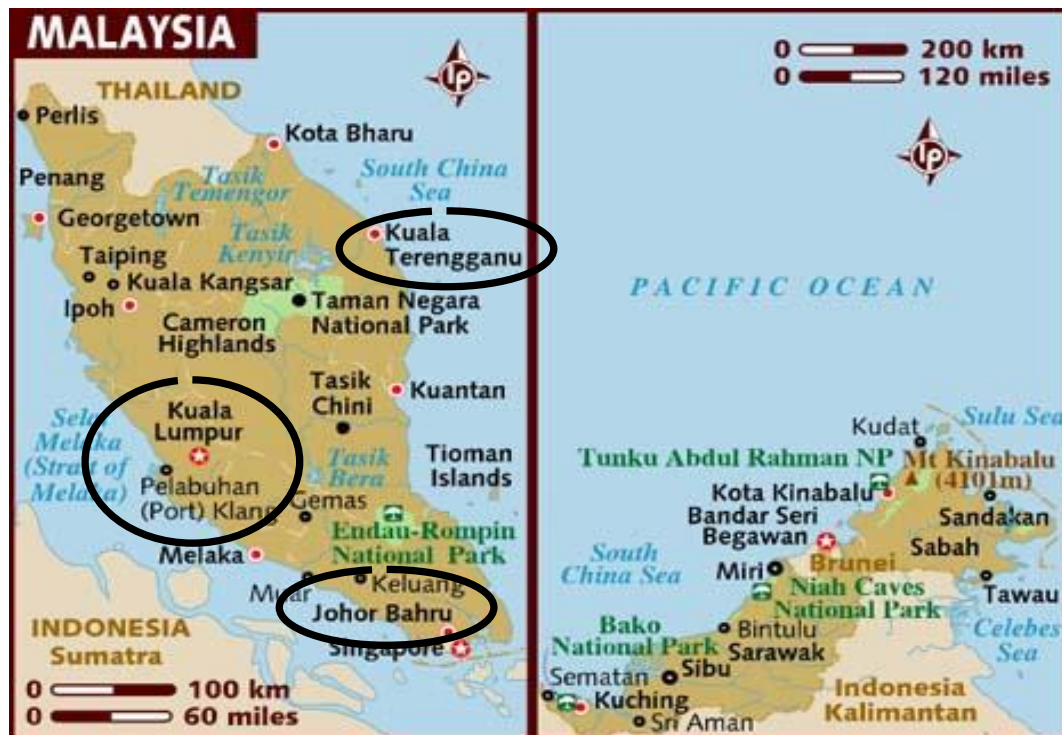 MALAYSIA
THAILAND
Perlis
Kota Bharu
South China
Sea
Penang
Tasik
Temengor
Georgetown
Tasik
Kenyir
Kuala
Terengganu
Taiping
Kuala Kangsar
Ipoh
Taman Negara
National Park
Cameron
Highlands
Tasik
Chini
Kuantan
Kuala
Lumpur
Selat
Melaka
(Strait of
Melaka)
Tasik
Bera
Tioman
Islands
Pelabuhan
(Port) Klang
Gemas
Endau-Rompin
National Park
Melaka
Muar
Keluang
Johor Bahru
Singapore
INDONESIA
Sumatra
0 100 km
0 60 miles
lp
0 200 km
0 120 miles
lp
PACIFIC OCEAN
Sulu Sea
Kudat
Tunku Abdul Rahman NP
Mt Kinabalu
(4101m)
Kota Kinabalu
Bandar Seri
Begawan
Sandakan
Sabah
South
China Sea
Brunei
Miri
Niah Caves
National Park
Tawau
Celebes
Sea
Bako
National Park
Bintulu
Sarawak
Sibu
Sematan
Kuching
Sri Aman
Indonesia
Kalimantan